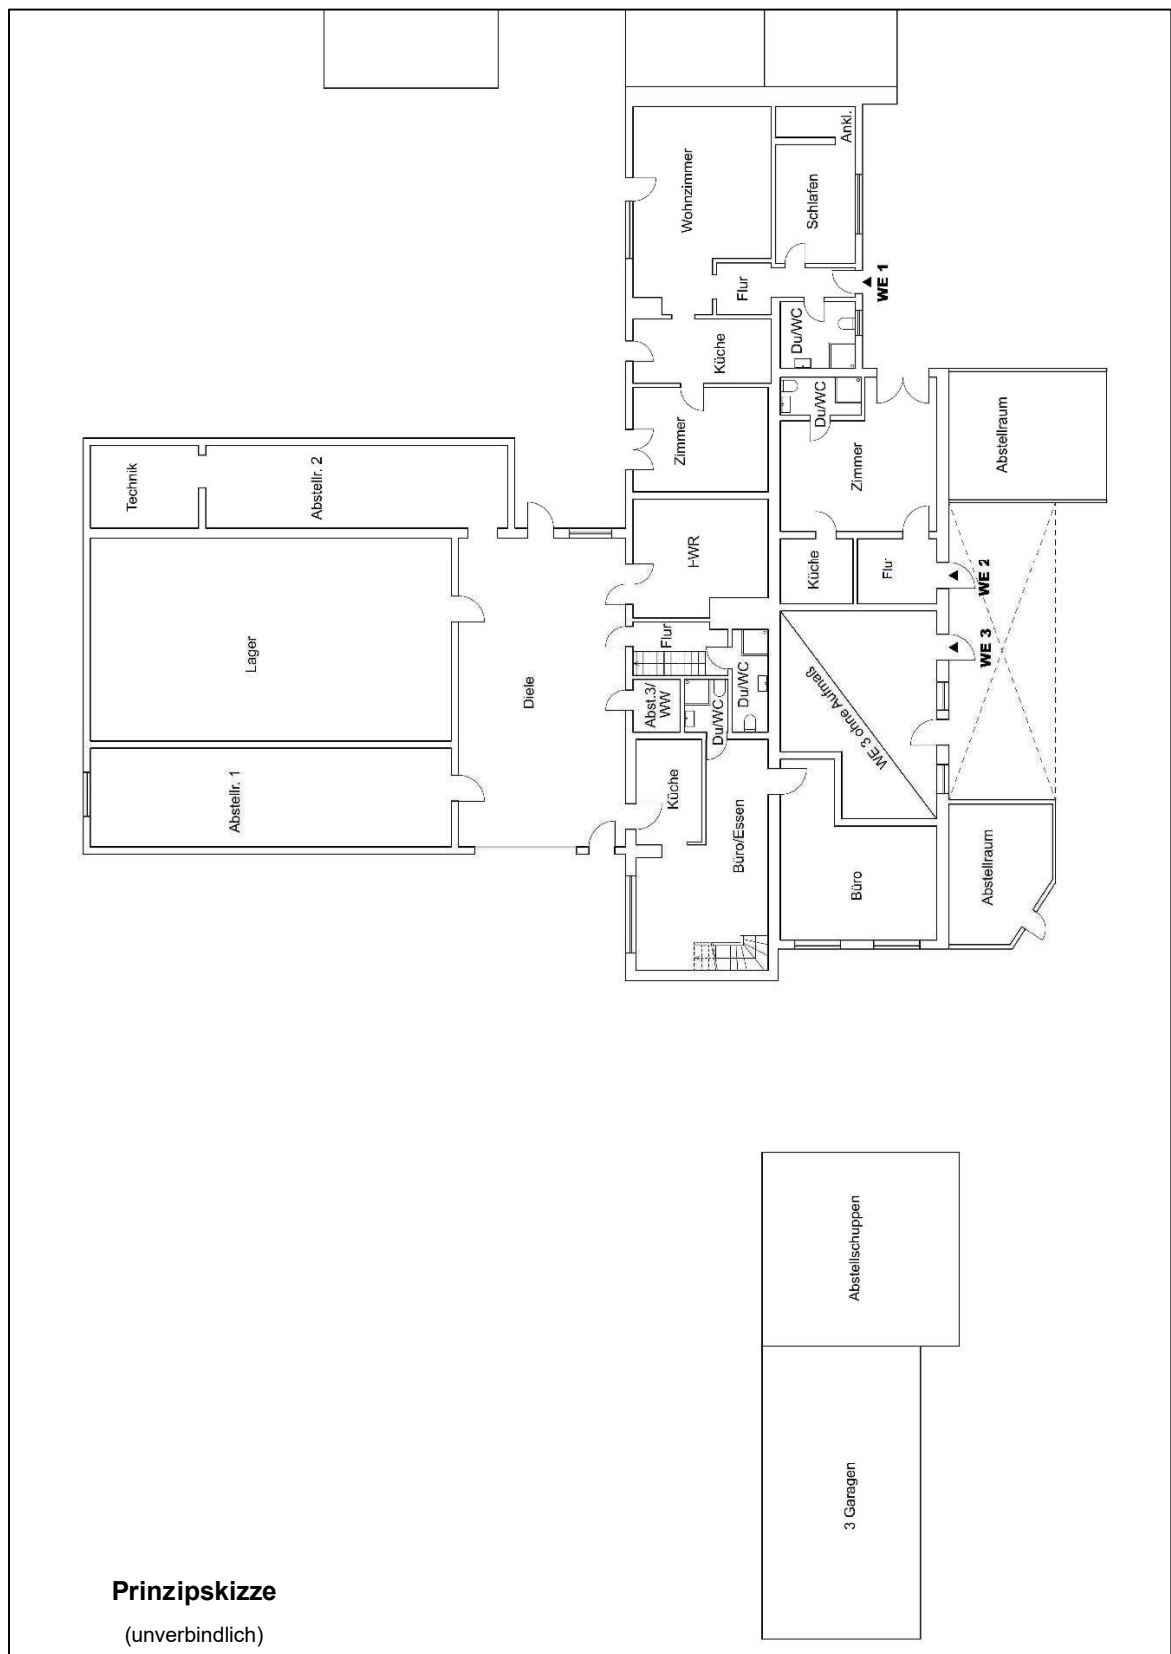 Wohnzimmer
Ankl.
Schlafen
Flur
WE 1
Du/WC
Küche
Du/WC
Zimmer
Zimmer
Abstellraum
Technik
Abstellr. 2
HWR
Küche
Flu
WE 2
Lager
Diele
Flur
WE 3
Du/WC
Abst.3/
WW
Du/WC
WE 3 ohne Aufmaß
Abstellr. 1
Küche
Büro/Essen
Büro
Abstellraum
Abstellschuppen
3 Garagen
Prinzipskizze
(unverbindlich)